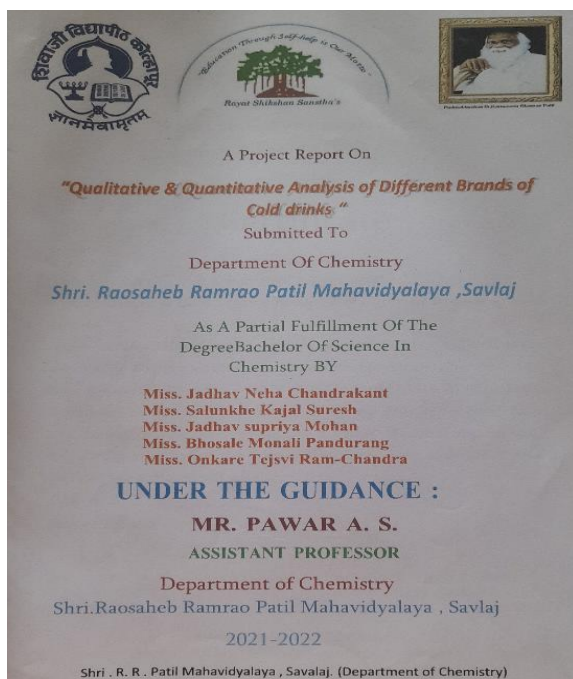 शिवाजी विद्यापीठ कोल्हापूर
ज्ञानमेवामृतम्
"Education Through Self-help is Our Motto"
Rayat Shikshan Sanstha's
A Project Report On
"Qualitative & Quantitative Analysis of Different Brands of
Cold drinks "
Submitted To
Department Of Chemistry
Shri. Raosaheb Ramrao Patil Mahavidyalaya ,Savlaj
As A Partial Fulfillment Of The
DegreeBachelor Of Science In
Chemistry BY
Miss. Jadhav Neha Chandrakant
Miss. Salunkhe Kajal Suresh
Miss. Jadhav supriya Mohan
Miss. Bhosale Monali Pandurang
Miss. Onkare Tejsvi Ram-Chandra
UNDER THE GUIDANCE :
MR. PAWAR A. S.
ASSISTANT PROFESSOR
Department of Chemistry
Shri.Raosaheb Ramrao Patil Mahavidyalaya , Savlaj
2021-2022
Shri . R. R . Patil Mahavidyalaya , Savalaj. (Department of Chemistry)